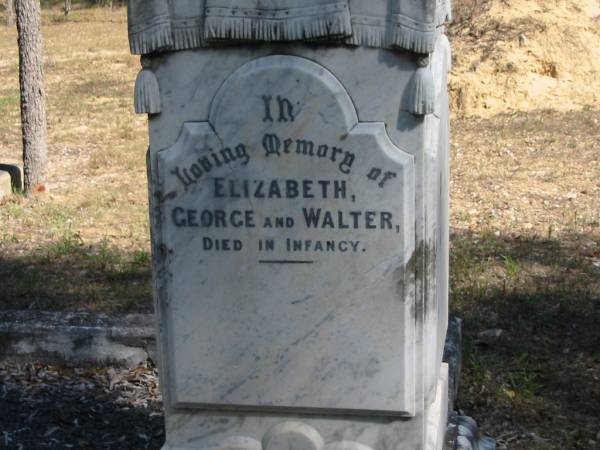 In
Loving Memory of
ELIZABETH,
GEORGE AND WALTER,
DIED IN INFANCY.